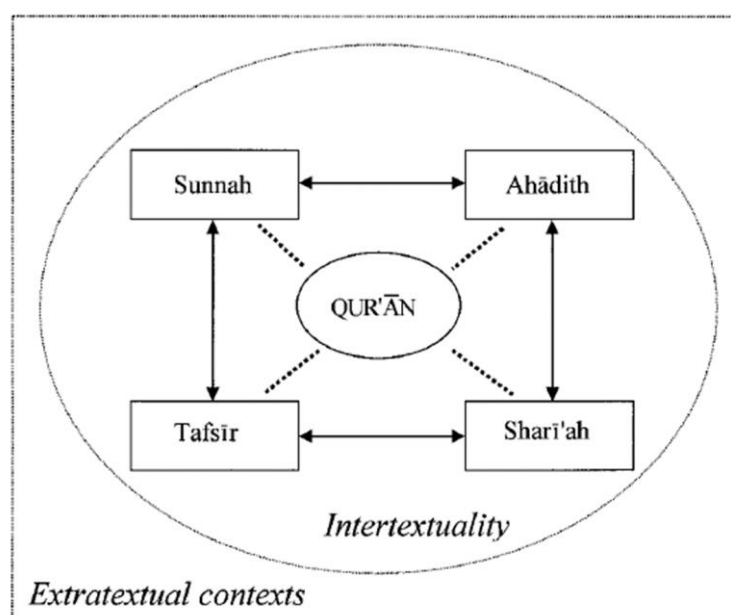 Sunnah
Ahādith
QUR'ĀN
Tafsīr
Sharī'ah
Intertextuality
Extratextual contexts